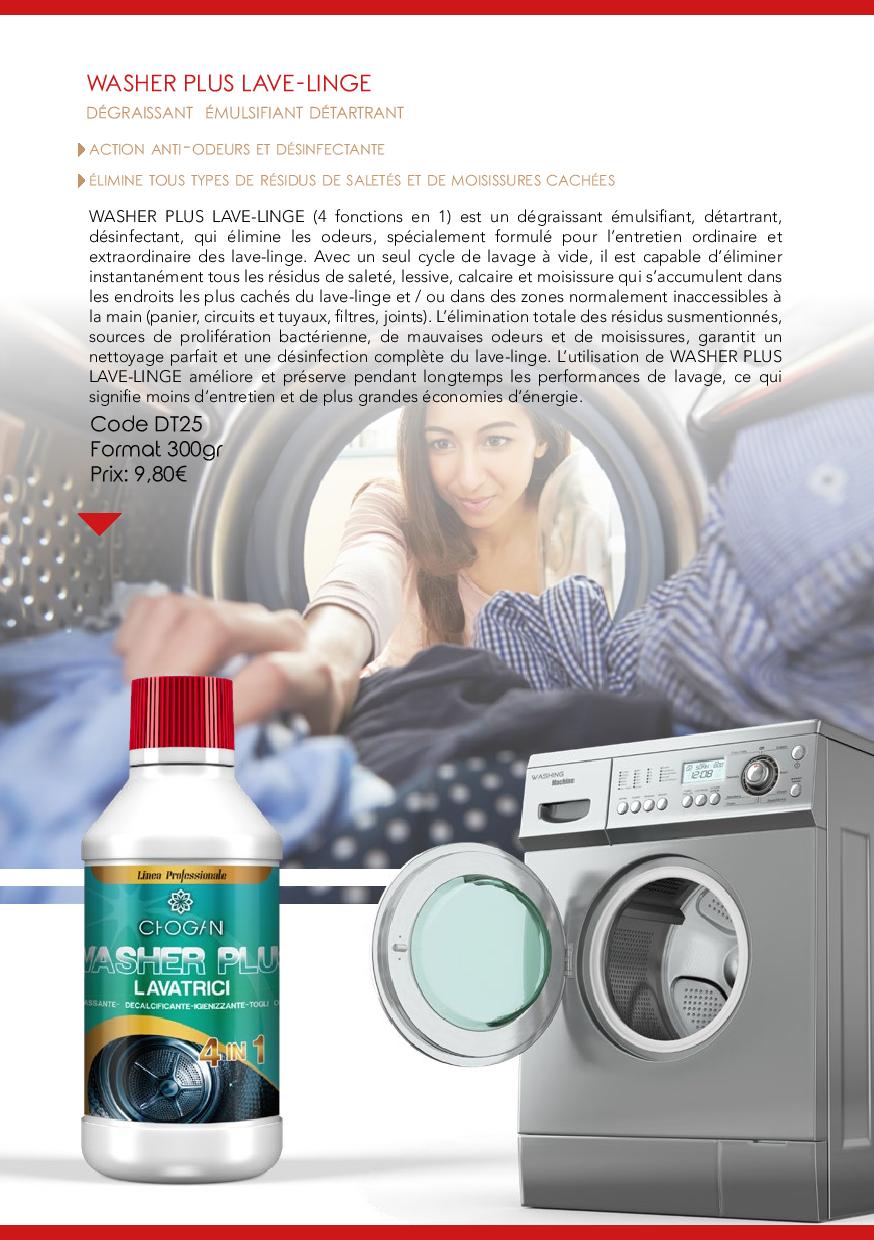 WASHER PLUS LAVE-LINGE
DÉGRAISSANT ÉMULSIFIANT DÉTARTRANT
ACTION ANTI-ODEURS ET DÉSINFECTANTE
ÉLIMINE TOUS TYPES DE RÉSIDUS DE SALETÉS ET DE MOISISSURES CACHÉES
WASHER PLUS LAVE-LINGE (4 fonctions en 1) est un dégraissant émulsifiant, détartrant,
désinfectant, qui élimine les odeurs, spécialement formulé pour l'entretien ordinaire et
extraordinaire des lave-linge. Avec un seul cycle de lavage à vide, il est capable d'éliminer
instantanément tous les résidus de saleté, lessive, calcaire et moisissure qui s'accumulent dans
les endroits les plus cachés du lave-linge et / ou dans des zones normalement inaccessibles à
la main (panier, circuits et tuyaux, filtres, joints). L'élimination totale des résidus susmentionnés,
sources de prolifération bactérienne, de mauvaises odeurs et de moisissures, garantit un
nettoyage parfait et une désinfection complète du lave-linge. L'utilisation de WASHER PLUS
LAVE-LINGE améliore et préserve pendant longtemps les performances de lavage, ce qui
signifie moins d'entretien et de plus grandes économies d'énergie.
Code DT25
Format 300gr
Prix: 9,80€
WASHING
Machine
12:08
Linea Professionale
CHOGAN
WASHER PLU
LAVATRICI
ASSANTE- DECALCIFICANTE-IGIENIZZANTE-TOGLI O
4 IN 1